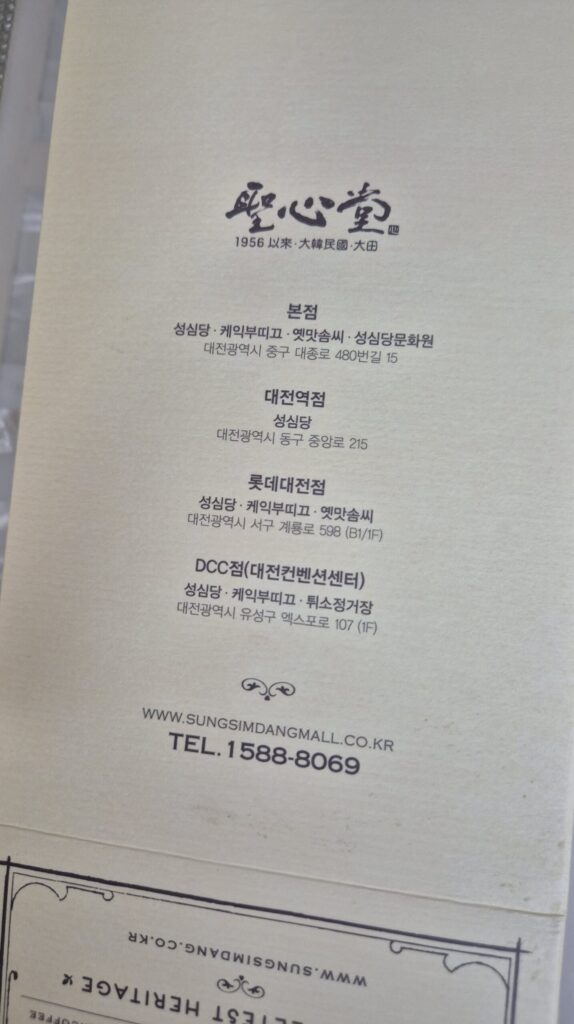 聖心堂
心
1956 以來·大韓民國·大田
본점
성심당 · 케익부띠끄 · 옛맛솜씨 · 성심당문화원
대전광역시 중구 대종로 480번길 15
대전역점
성심당
대전광역시 동구 중앙로 215
롯데대전점
성심당 · 케익부띠끄 · 옛맛솜씨
대전광역시 서구 계룡로 598 (B1/1F)
DCC점(대전컨벤션센터)
성심당 · 케익부띠끄 · 튀소정거장
대전광역시 유성구 엑스포로 107 (1F)
WWW.SUNGSIMDANGMALL.CO.KR
TEL. 1588-8069
WWW.SUNGSIMDANG.CO.KR
HERITAGE
COFFEE